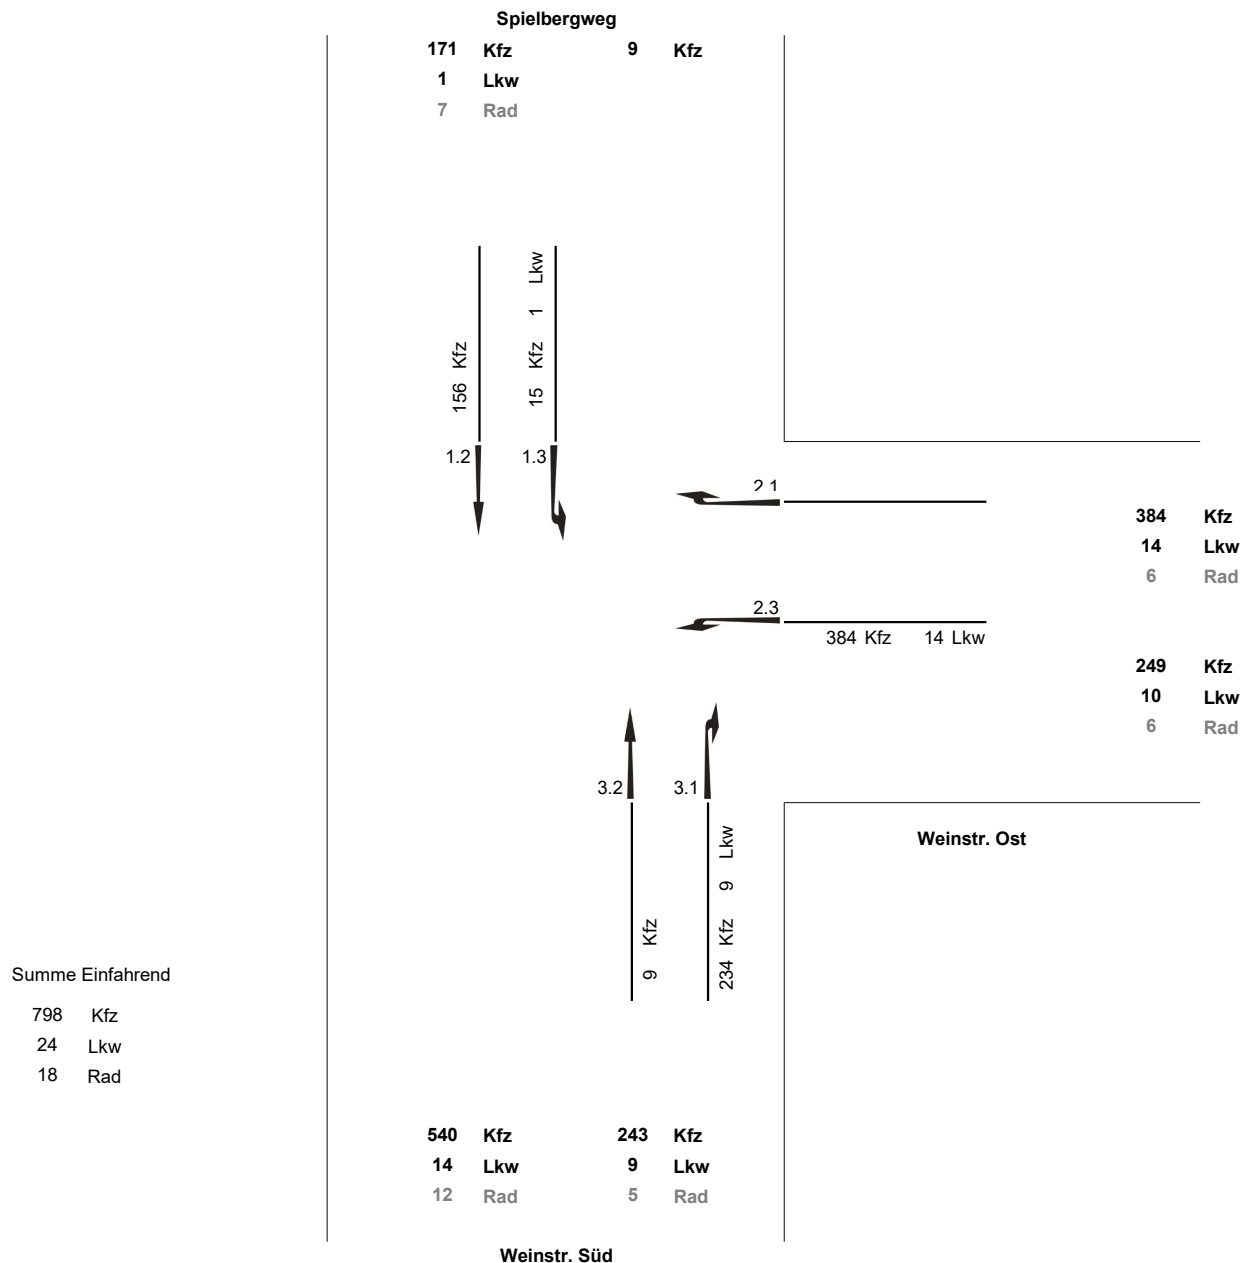 Spielbergweg
171 Kfz 9 Kfz
1 Lkw
7 Rad
156 Kfz
15 Kfz 1 Lkw
1.2
1.3
2.1
384 Kfz
14 Lkw
6 Rad
2.3
384 Kfz 14 Lkw
249 Kfz
10 Lkw
6 Rad
3.2
3.1
Weinstr. Ost
9 Kfz
234 Kfz 9 Lkw
Summe Einfahrend
798 Kfz
24 Lkw
18 Rad
540 Kfz 243 Kfz
14 Lkw 9 Lkw
12 Rad 5 Rad
Weinstr. Süd